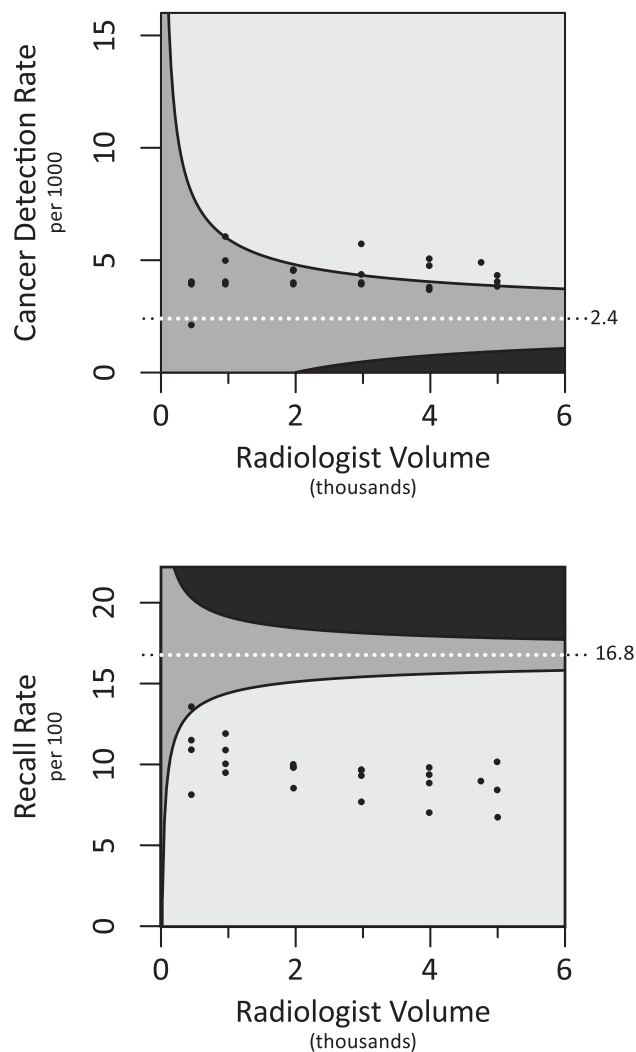 Cancer Detection Rate
per 1000
15
10
5
0
2.4
0 2 4 6
Radiologist Volume
(thousands)
Recall Rate
per 100
20
15
10
5
0
16.8
0 2 4 6
Radiologist Volume
(thousands)